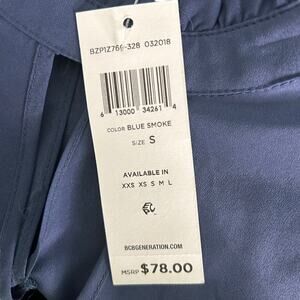 BZP1Z766-328 032018
6 13000 34261 4
COLOR BLUE SMOKE
SIZE S
AVAILABLE IN
XXS XS S M L
BCBGENERATION.COM
MSRP $78.00